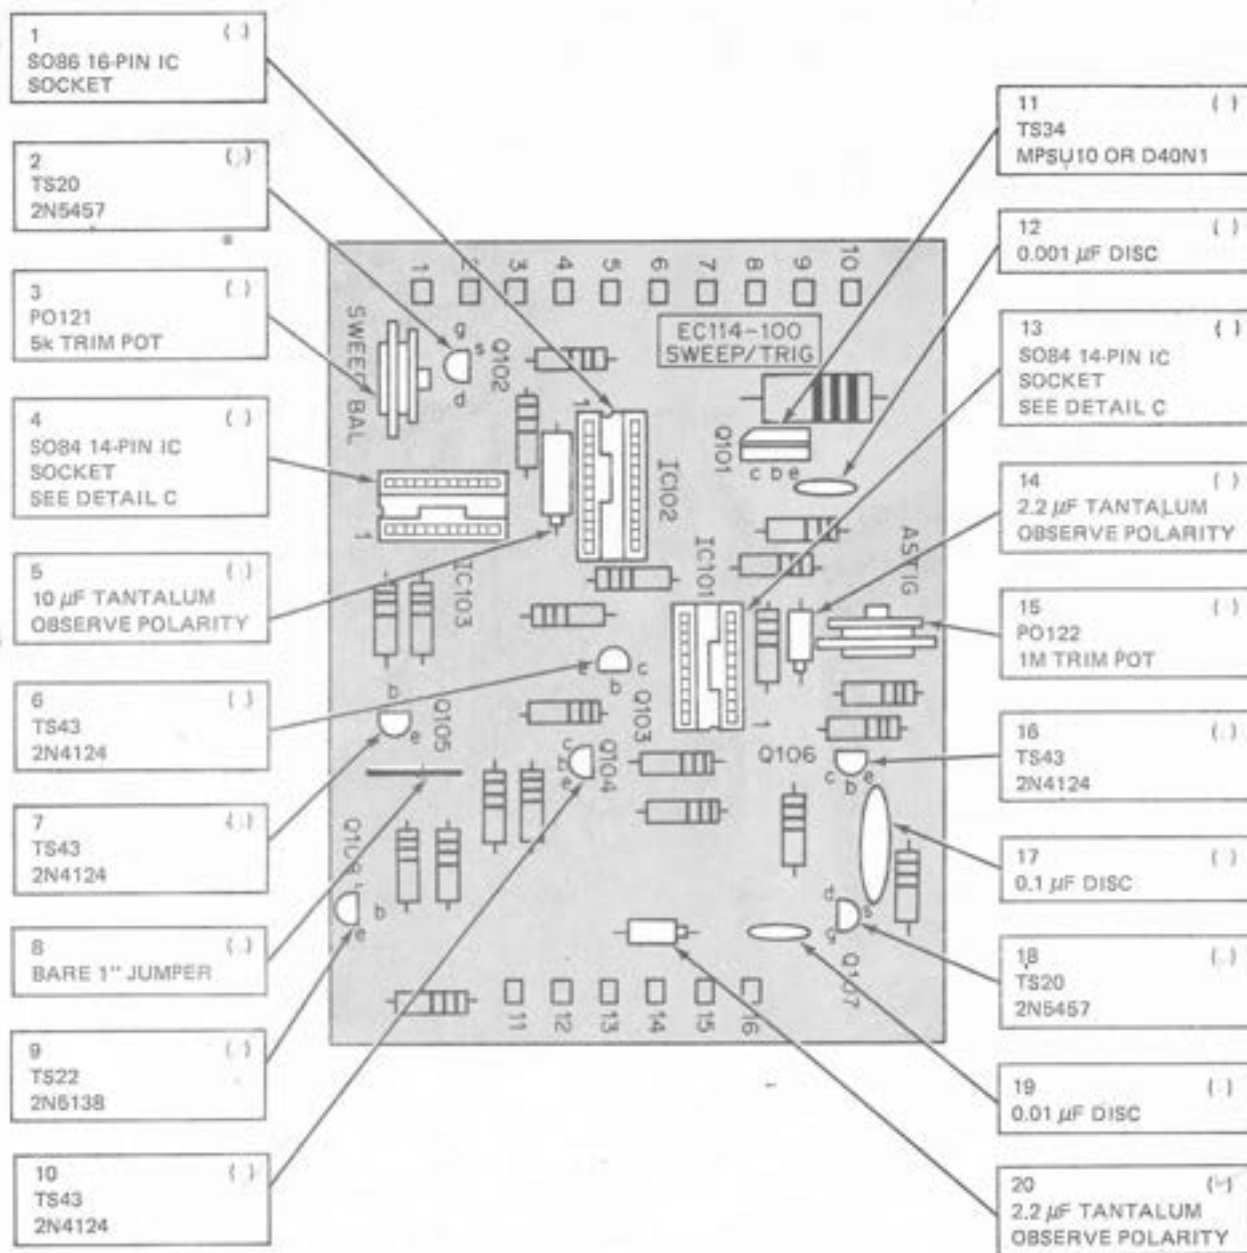 1 ( )
SO86 16-PIN IC
SOCKET
2 ( )
TS20
2N5457
3 ( )
PO121
5k TRIM POT
4 ( )
SO84 14-PIN IC
SOCKET
SEE DETAIL C
5 ( )
10 µF TANTALUM
OBSERVE POLARITY
6 ( )
TS43
2N4124
7 ( )
TS43
2N4124
8 ( )
BARE 1" JUMPER
9 ( )
TS22
2N5138
10 ( )
TS43
2N4124
1 2 3 4 5 6 7 8 9 10
EC114-100
SWEEP/TRIG
SWEEP BAL
g
s
d
Q102
1
IC102
Q101
c b e
1
IC103
IC101
1
ASTIG
e b c
Q103
b
e
Q105
c
b
e
Q104
Q106
c b e
b
e
d
s
g
Q107
11 12 13 14 15 16
11 ( )
TS34
MPSU10 OR D40N1
12 ( )
0.001 µF DISC
13 ( )
SO84 14-PIN IC
SOCKET
SEE DETAIL C
14 ( )
2.2 µF TANTALUM
OBSERVE POLARITY
15 ( )
PO122
1M TRIM POT
16 ( )
TS43
2N4124
17 ( )
0.1 µF DISC
18 ( )
TS20
2N5457
19 ( )
0.01 µF DISC
20 ( )
2.2 µF TANTALUM
OBSERVE POLARITY